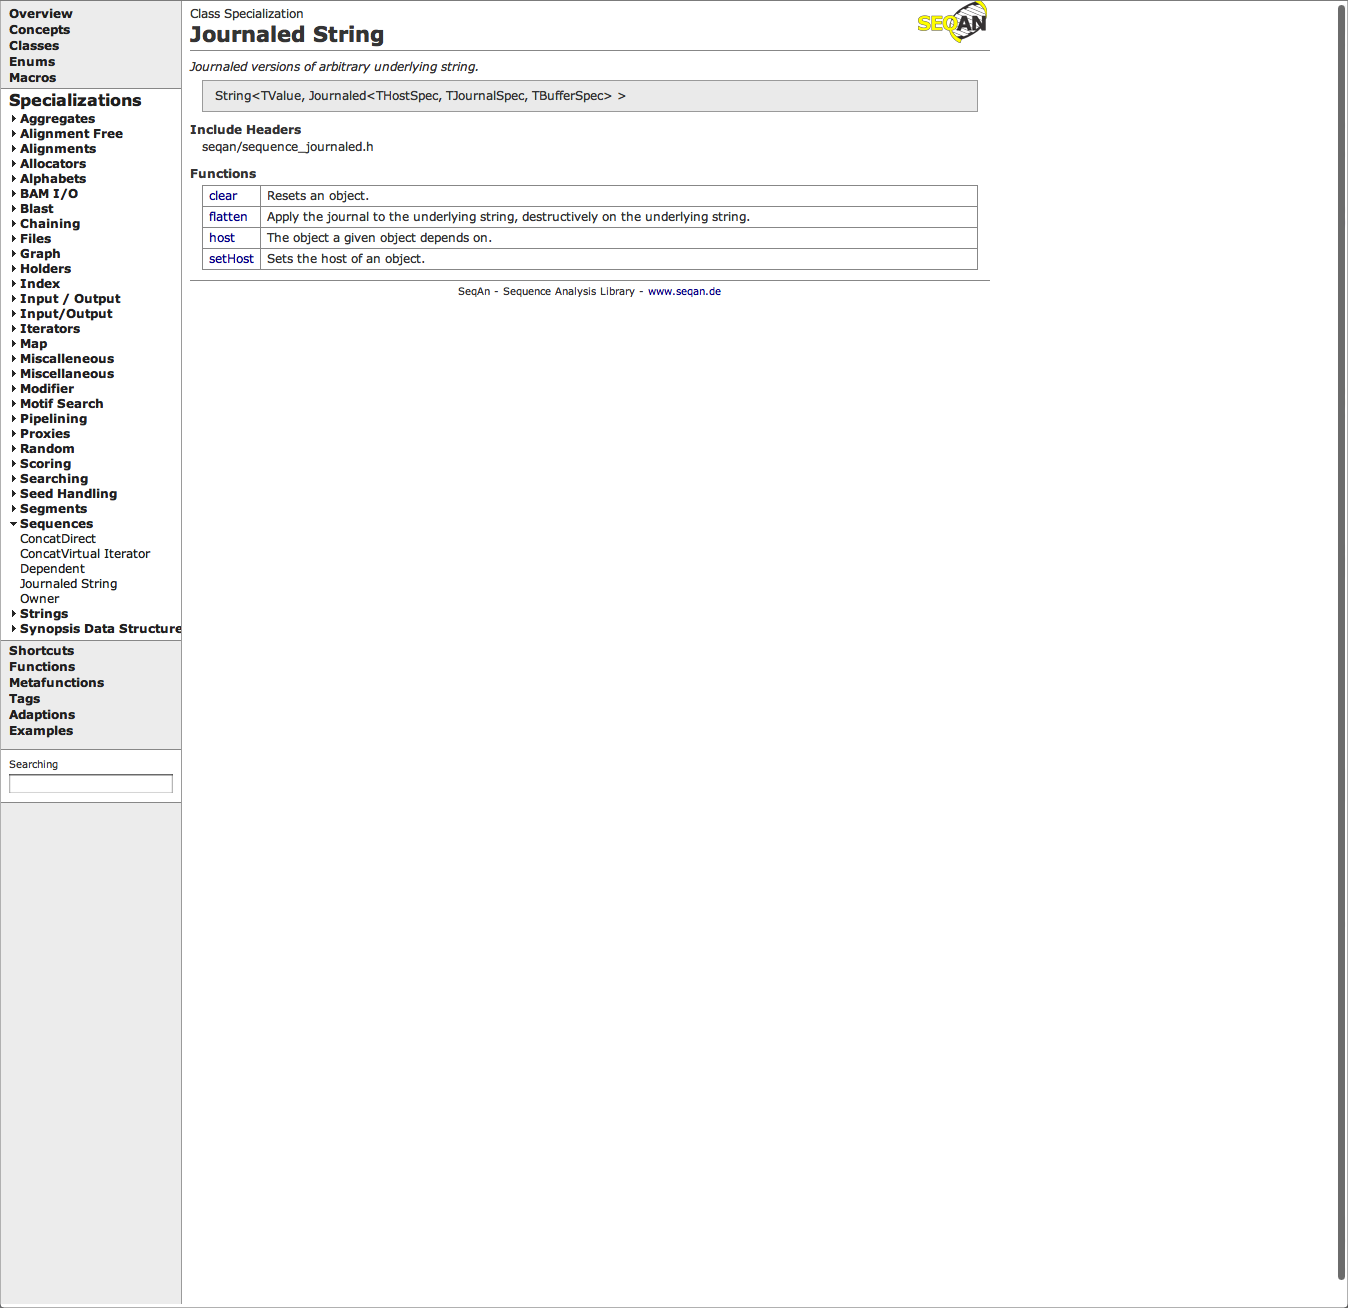 Overview
Concepts
Classes
Enums
Macros
Specializations
Aggregates
Alignment Free
Alignments
Allocators
Alphabets
BAM I/O
Blast
Chaining
Files
Graph
Holders
Index
Input / Output
Input/Output
Iterators
Map
Miscalleneous
Miscellaneous
Modifier
Motif Search
Pipelining
Proxies
Random
Scoring
Searching
Seed Handling
Segments
Sequences
ConcatDirect
ConcatVirtual Iterator
Dependent
Journaled String
Owner
Strings
Synopsis Data Structure
Shortcuts
Functions
Metafunctions
Tags
Adaptions
Examples
Searching
Class Specialization
SEQAN
Journaled String
Journaled versions of arbitrary underlying string.
String<TValue, Journaled<THostSpec, TJournalSpec, TBufferSpec> >
Include Headers
seqan/sequence_journaled.h
Functions
clear Resets an object.
flatten Apply the journal to the underlying string, destructively on the underlying string.
host The object a given object depends on.
setHost Sets the host of an object.
SeqAn - Sequence Analysis Library - www.seqan.de